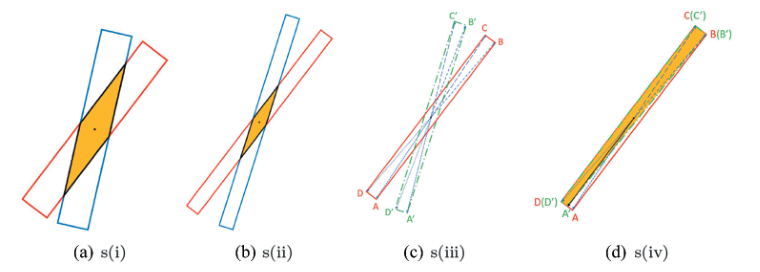 C' B' C B
D A D' A'
C(C') B(B')
D(D') A' A
(a) s(i) (b) s(ii) (c) s(iii) (d) s(iv)